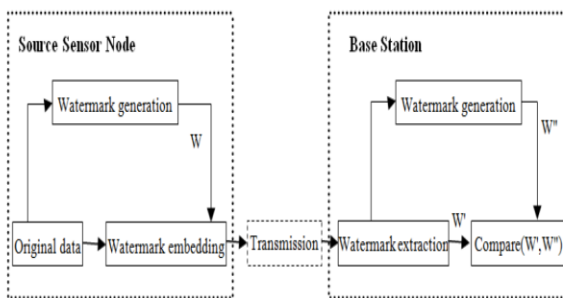 Source Sensor Node
Base Station
Watermark generation
Watermark generation
W
W"
W'
Original data
Watermark embedding
Transmission
Watermark extraction
Compare(W',W")